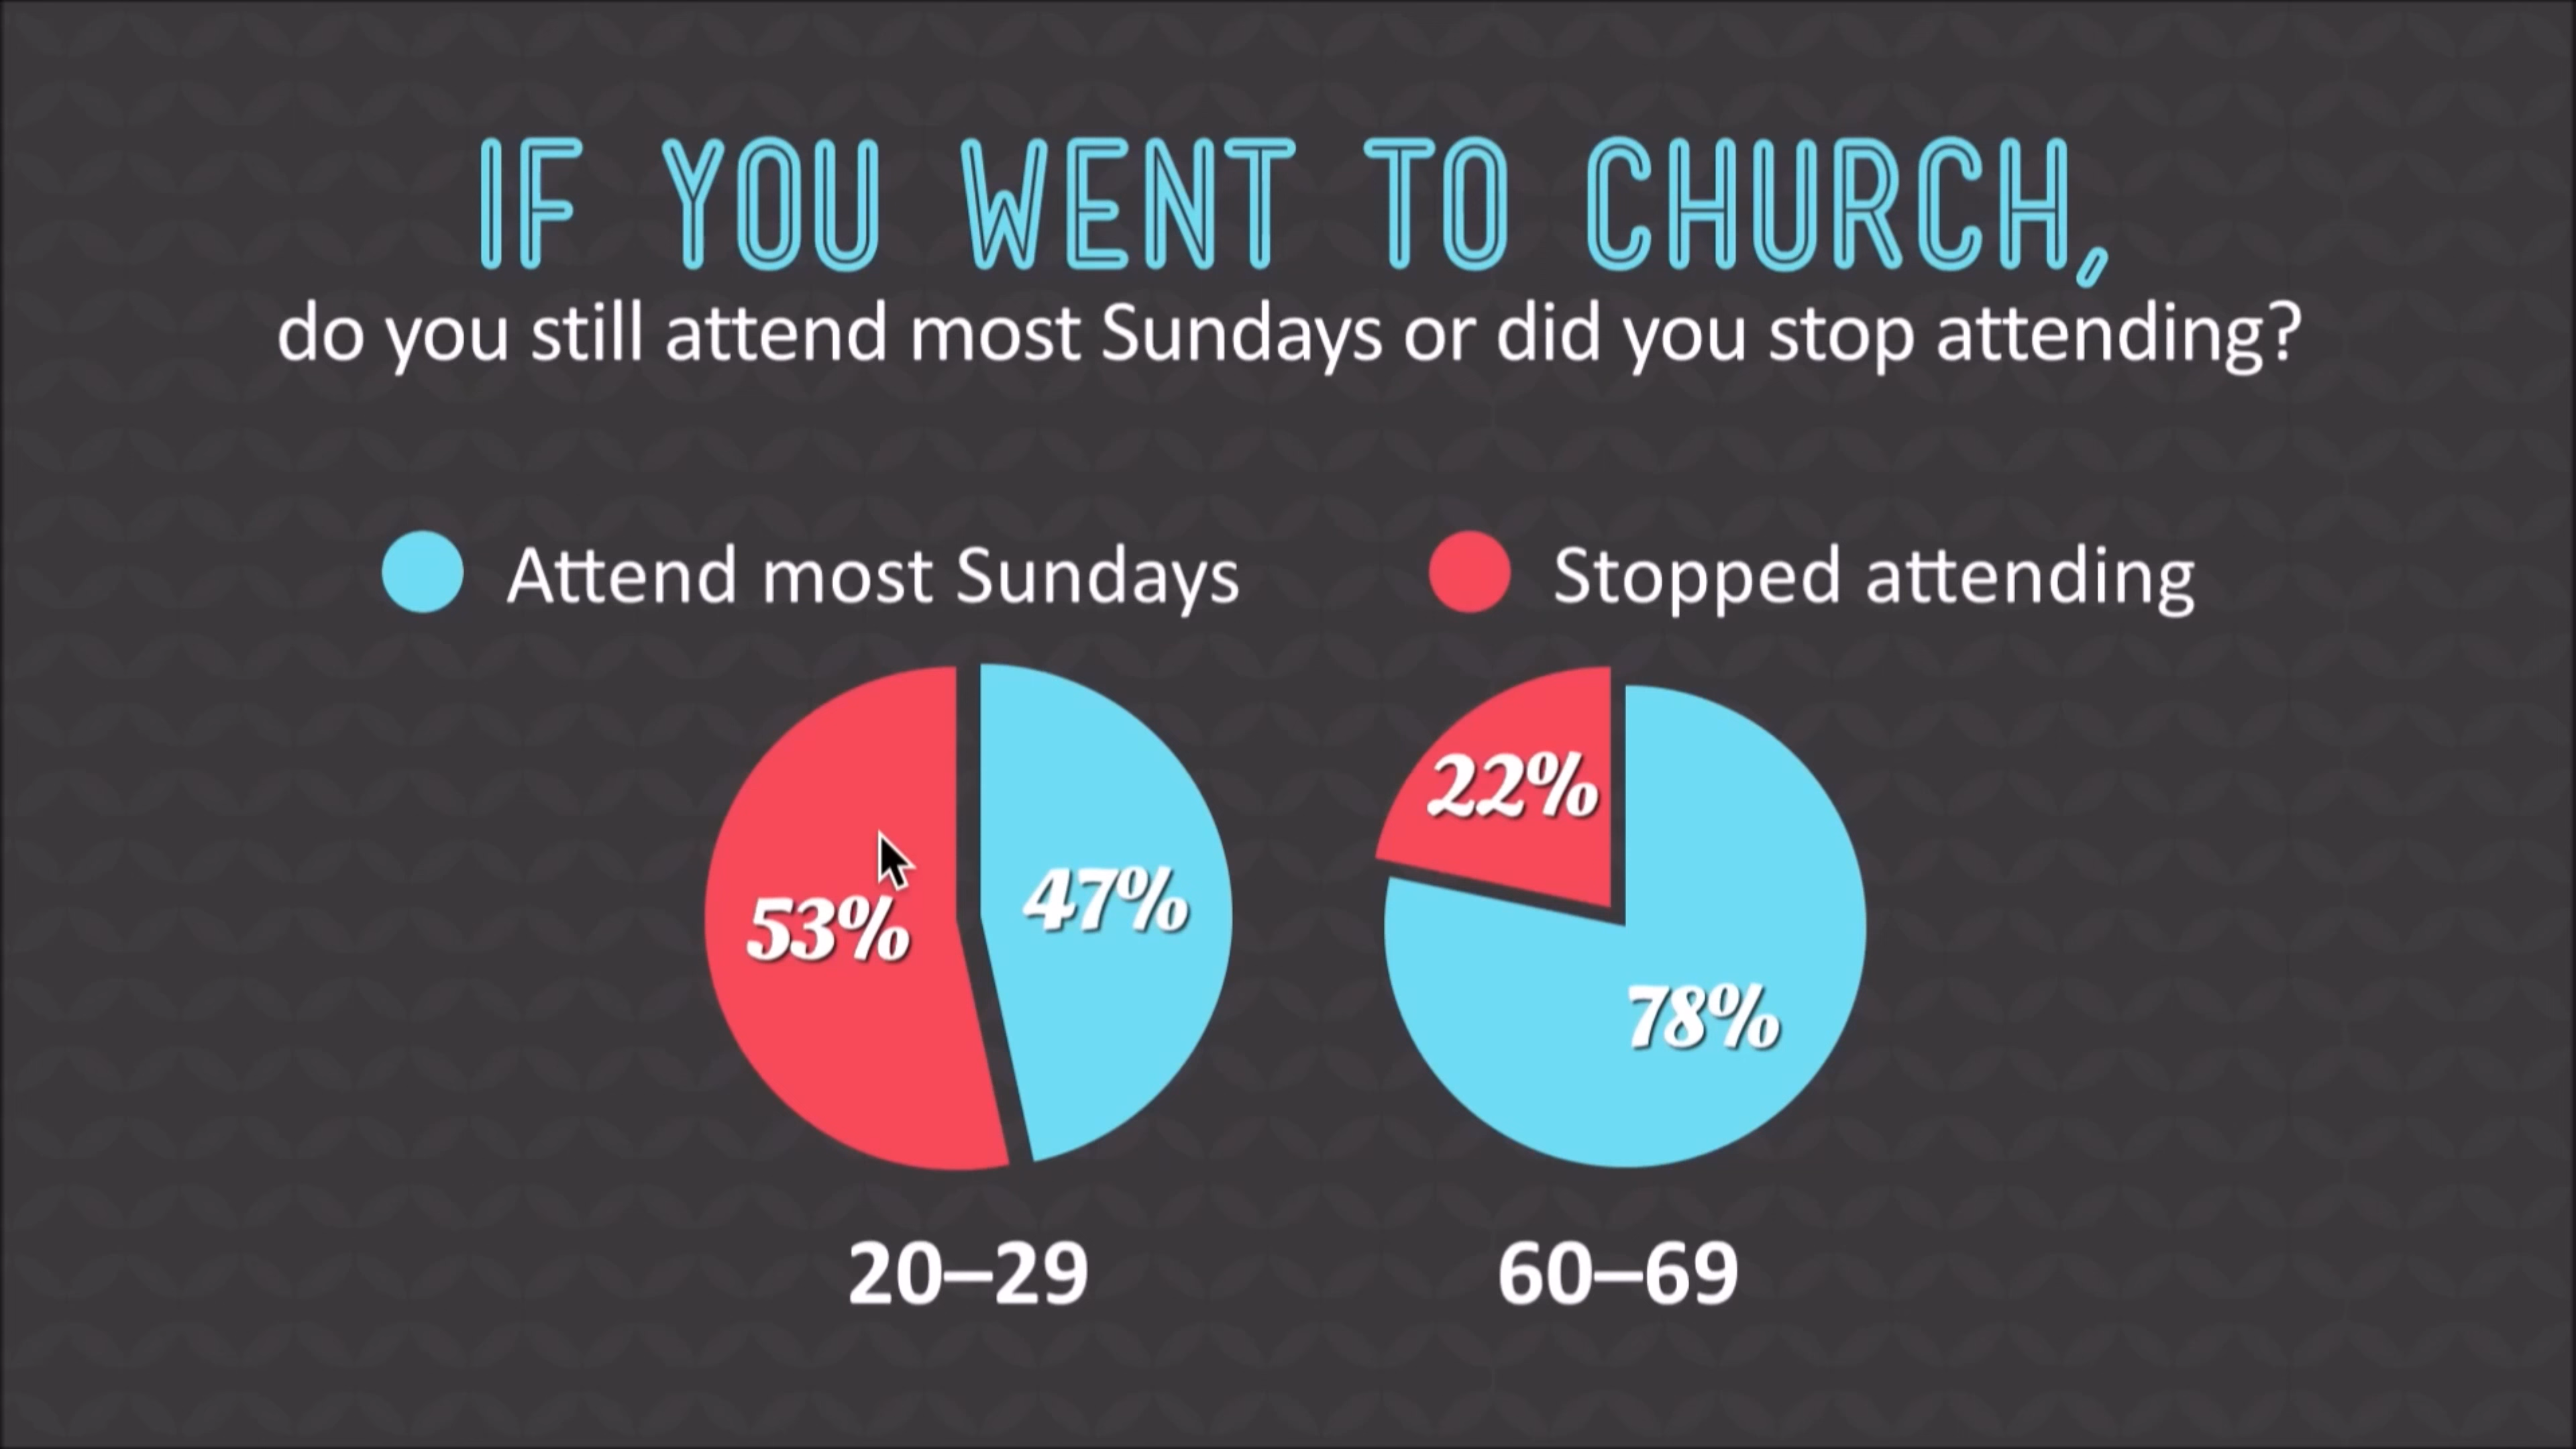 IF YOU WENT TO CHURCH,
do you still attend most Sundays or did you stop attending?
Attend most Sundays
Stopped attending
53%
47%
22%
78%
20–29
60–69